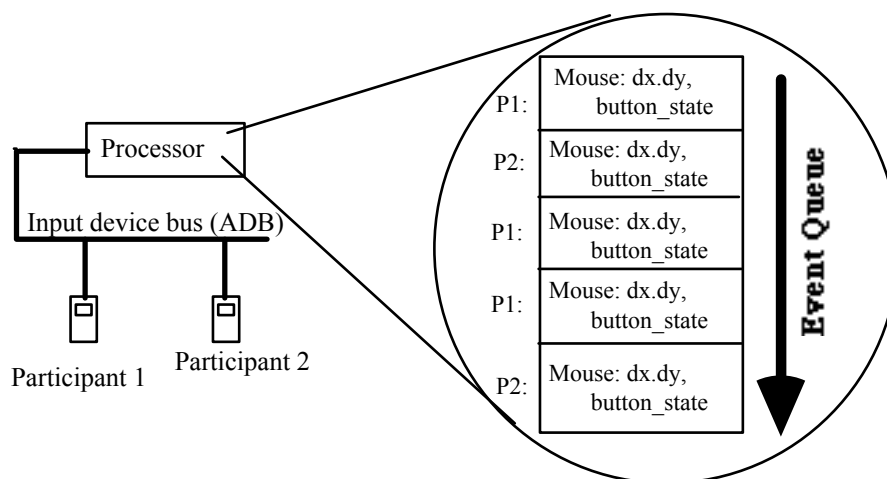 Processor
Input device bus (ADB)
Participant 1
Participant 2
P1:
Mouse: dx.dy,
button_state
P2:
Mouse: dx.dy,
button_state
P1:
Mouse: dx.dy,
button_state
P1:
Mouse: dx.dy,
button_state
P2:
Mouse: dx.dy,
button_state
Event Queue